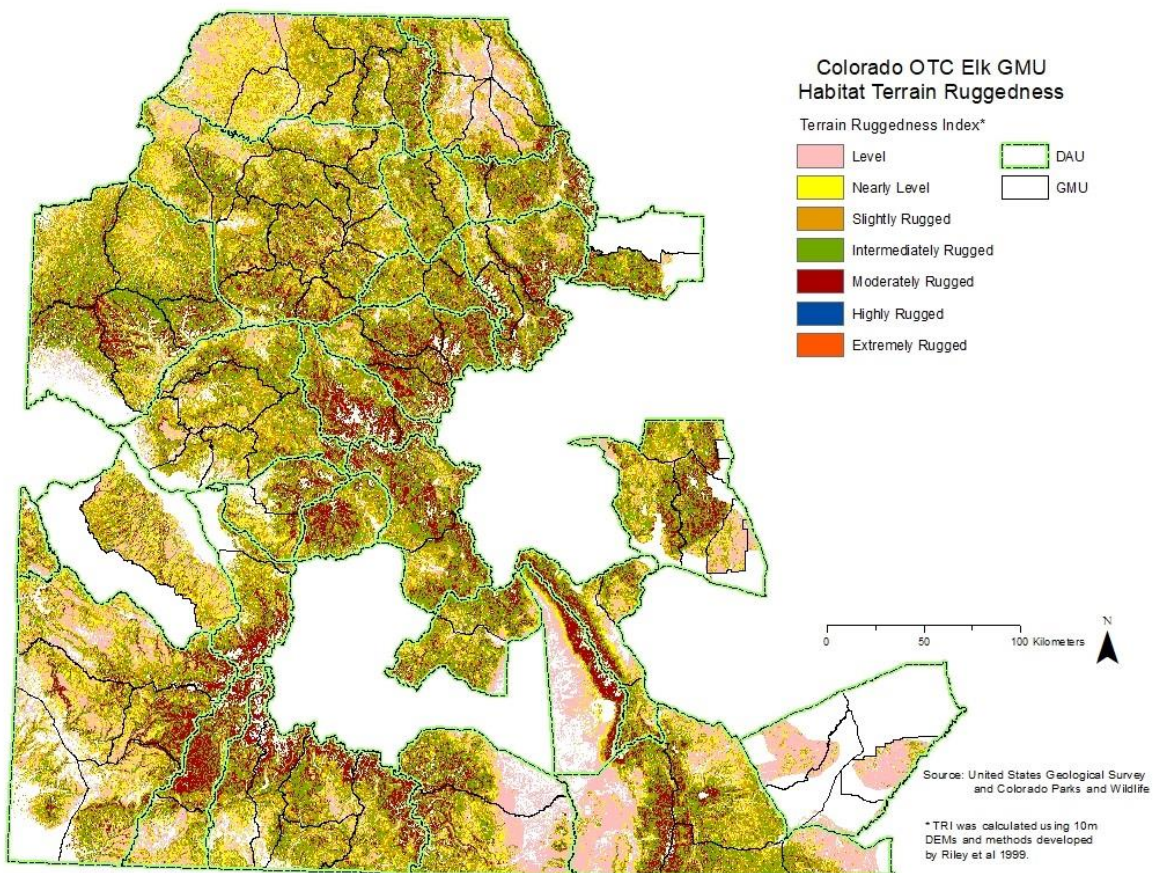 Colorado OTC Elk GMU
Habitat Terrain Ruggedness
Terrain Ruggedness Index*
Level
Nearly Level
Slightly Rugged
Intermediately Rugged
Moderately Rugged
Highly Rugged
Extremely Rugged
DAU
GMU
N
0 50 100 Kilometers
Source: United States Geological Survey
and Colorado Parks and Wildlife
* TRI was calculated using 10m
DEMs and methods developed
by Riley et al 1999.